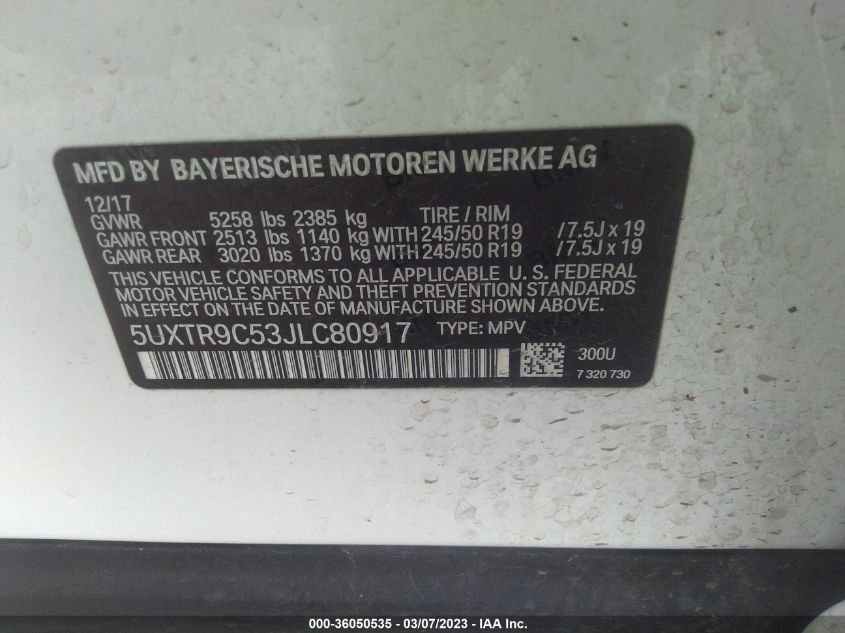 MFD BY BAYERISCHE MOTOREN WERKE AG
12/17
GVWR 5258 lbs 2385 kg TIRE / RIM
GAWR FRONT 2513 lbs 1140 kg WITH 245/50 R19 /7.5J x 19
GAWR REAR 3020 lbs 1370 kg WITH 245/50 R19 /7.5J x 19
THIS VEHICLE CONFORMS TO ALL APPLICABLE U. S. FEDERAL
MOTOR VEHICLE SAFETY AND THEFT PREVENTION STANDARDS
IN EFFECT ON THE DATE OF MANUFACTURE SHOWN ABOVE.
5UXTR9C53JLC80917 TYPE: MPV
300U
7 320 730
000-36050535 - 03/07/2023 - IAA Inc.